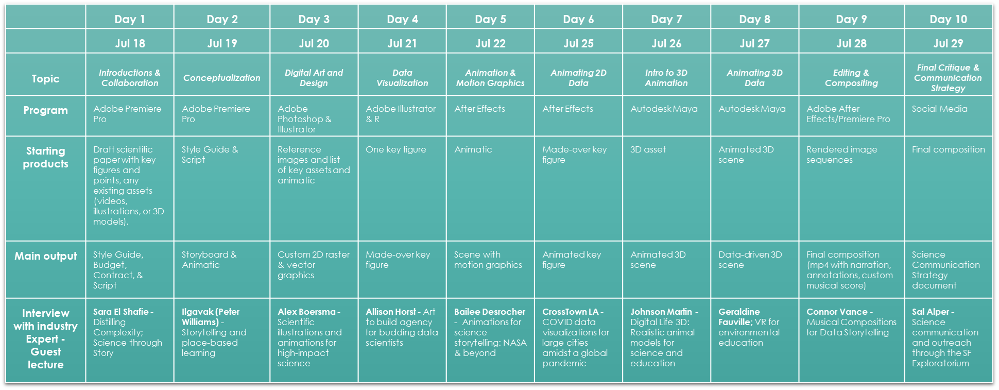 Day 1 Day 2 Day 3 Day 4 Day 5 Day 6 Day 7 Day 8 Day 9 Day 10
Jul 18 Jul 19 Jul 20 Jul 21 Jul 22 Jul 25 Jul 26 Jul 27 Jul 28 Jul 29
Topic
Introductions &
Collaboration
Conceptualization
Digital Art and
Design
Data
Visualization
Animation &
Motion Graphics
Animating 2D
Data
Intro to 3D
Animation
Animating 3D
Data
Editing &
Compositing
Final Critique &
Communication
Strategy
Program
Adobe Premiere
Pro
Adobe Premiere
Pro
Adobe
Photoshop &
Illustrator
Adobe Illustrator
& R
After Effects
After Effects
Autodesk Maya
Autodesk Maya
Adobe After
Effects/Premiere Pro
Social Media
Starting
products
Draft scientific
paper with key
figures and
points, any
existing assets
(videos,
illustrations, or 3D
models).
Style Guide &
Script
Reference
images and list
of key assets and
animatic
One key figure
Animatic
Made-over key
figure
3D asset
Animated 3D
scene
Rendered image
sequences
Final composition
Main output
Style Guide,
Budget,
Contract, &
Script
Storyboard &
Animatic
Custom 2D raster
& vector
graphics
Made-over key
figure
Scene with
motion graphics
Animated key
figure
Animated 3D
scene
Data-driven 3D
scene
Final composition
(mp4 with narration,
annotations, custom
musical score)
Science
Communication
Strategy
document
Interview
with industry
Expert -
Guest
lecture
Sara El Shafie -
Distilling
Complexity;
Science through
Story
Ilgavak (Peter
Williams) -
Storytelling and
place-based
learning
Alex Boersma -
Scientific
illustrations and
animations for
high-impact
science
Allison Horst - Art
to build agency
for budding data
scientists
Bailee Desrocher
- Animations for
science
storytelling: NASA
& beyond
CrossTown LA -
COVID data
visualizations for
large cities
amidst a global
pandemic
Johnson Martin -
Digital Life 3D:
Realistic animal
models for
science and
education
Geraldine
Fauville; VR for
environmental
education
Connor Vance -
Musical Compositions
for Data Storytelling
Sal Alper -
Science
communication
and outreach
through the SF
Exploratorium